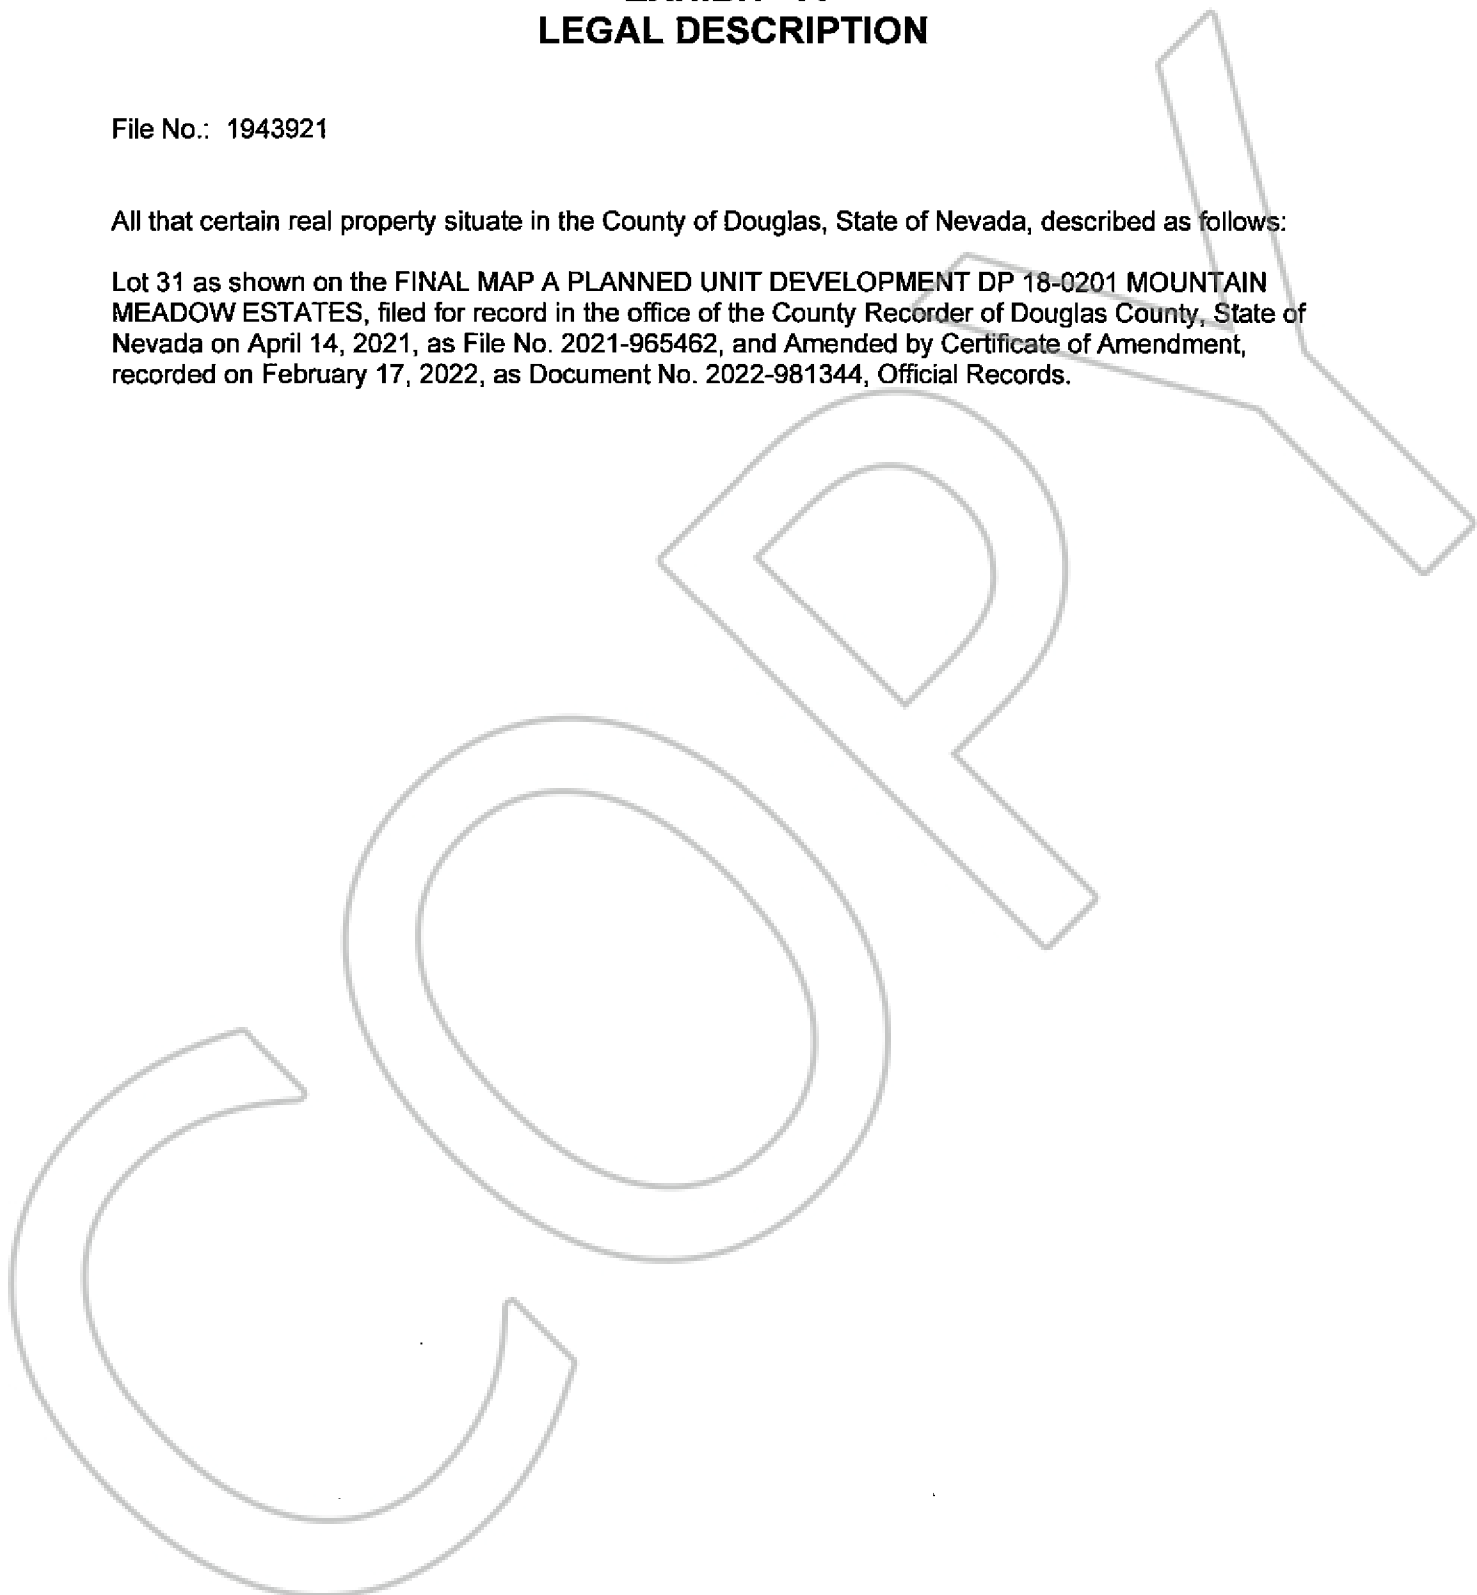 LEGAL DESCRIPTION
File No.: 1943921
All that certain real property situate in the County of Douglas, State of Nevada, described as follows:
Lot 31 as shown on the FINAL MAP A PLANNED UNIT DEVELOPMENT DP 18-0201 MOUNTAIN
MEADOW ESTATES, filed for record in the office of the County Recorder of Douglas County, State of
Nevada on April 14, 2021, as File No. 2021-965462, and Amended by Certificate of Amendment,
recorded on February 17, 2022, as Document No. 2022-981344, Official Records.
COPY